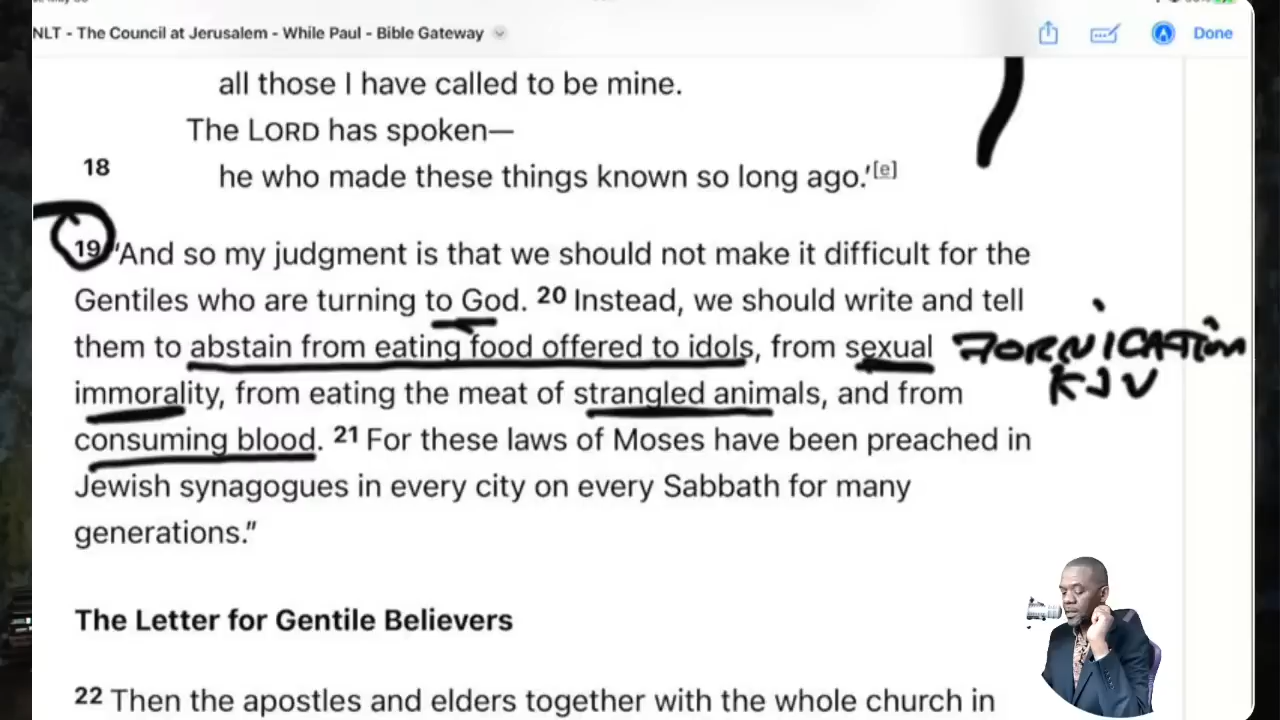 NLT - The Council at Jerusalem - While Paul - Bible Gateway
Done
all those I have called to be mine.
The LORD has spoken—
18
he who made these things known so long ago.’[e]
19 “And so my judgment is that we should not make it difficult for the
Gentiles who are turning to God. 20 Instead, we should write and tell
them to abstain from eating food offered to idols, from sexual FORNiCATion
immorality, from eating the meat of strangled animals, and from KJV
consuming blood. 21 For these laws of Moses have been preached in
Jewish synagogues in every city on every Sabbath for many
generations.”
The Letter for Gentile Believers
22 Then the apostles and elders together with the whole church in